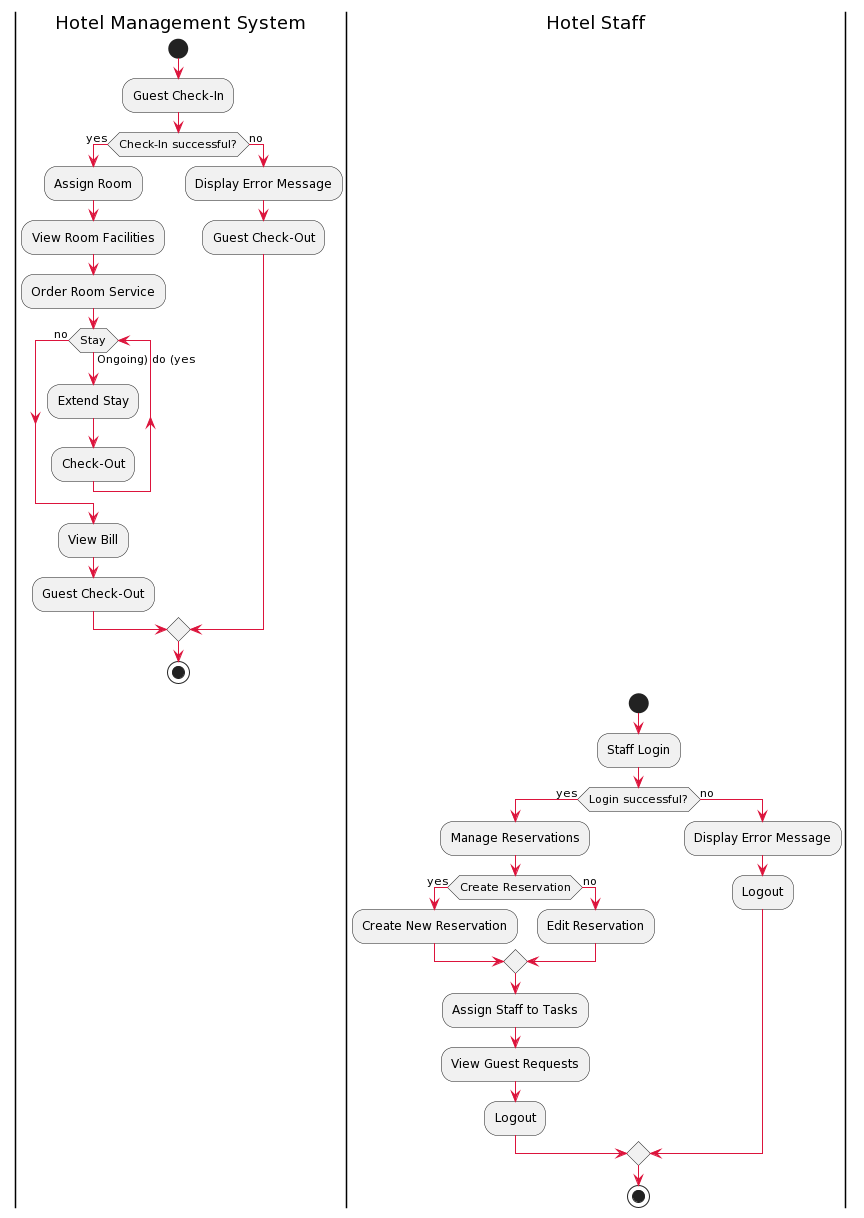 Hotel Management System
Hotel Staff
Guest Check-In
yes
Check-In successful?
no
Assign Room
Display Error Message
View Room Facilities
Guest Check-Out
Order Room Service
no
Stay
Ongoing) do (yes
Extend Stay
Check-Out
View Bill
Guest Check-Out
Staff Login
yes
Login successful?
no
Manage Reservations
Display Error Message
yes
Create Reservation
no
Logout
Create New Reservation
Edit Reservation
Assign Staff to Tasks
View Guest Requests
Logout